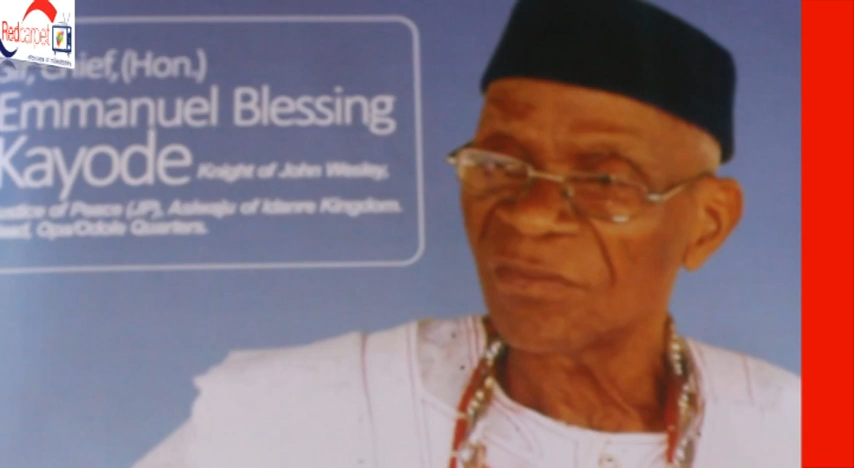 Redcarpet
Sir, Chief, (Hon.)
Emmanuel Blessing
Kayode Knight of John Wesley,
Justice of Peace (JP), Asiwaju of Idanre Kingdom.
Head, Opa/Odole Quarters.